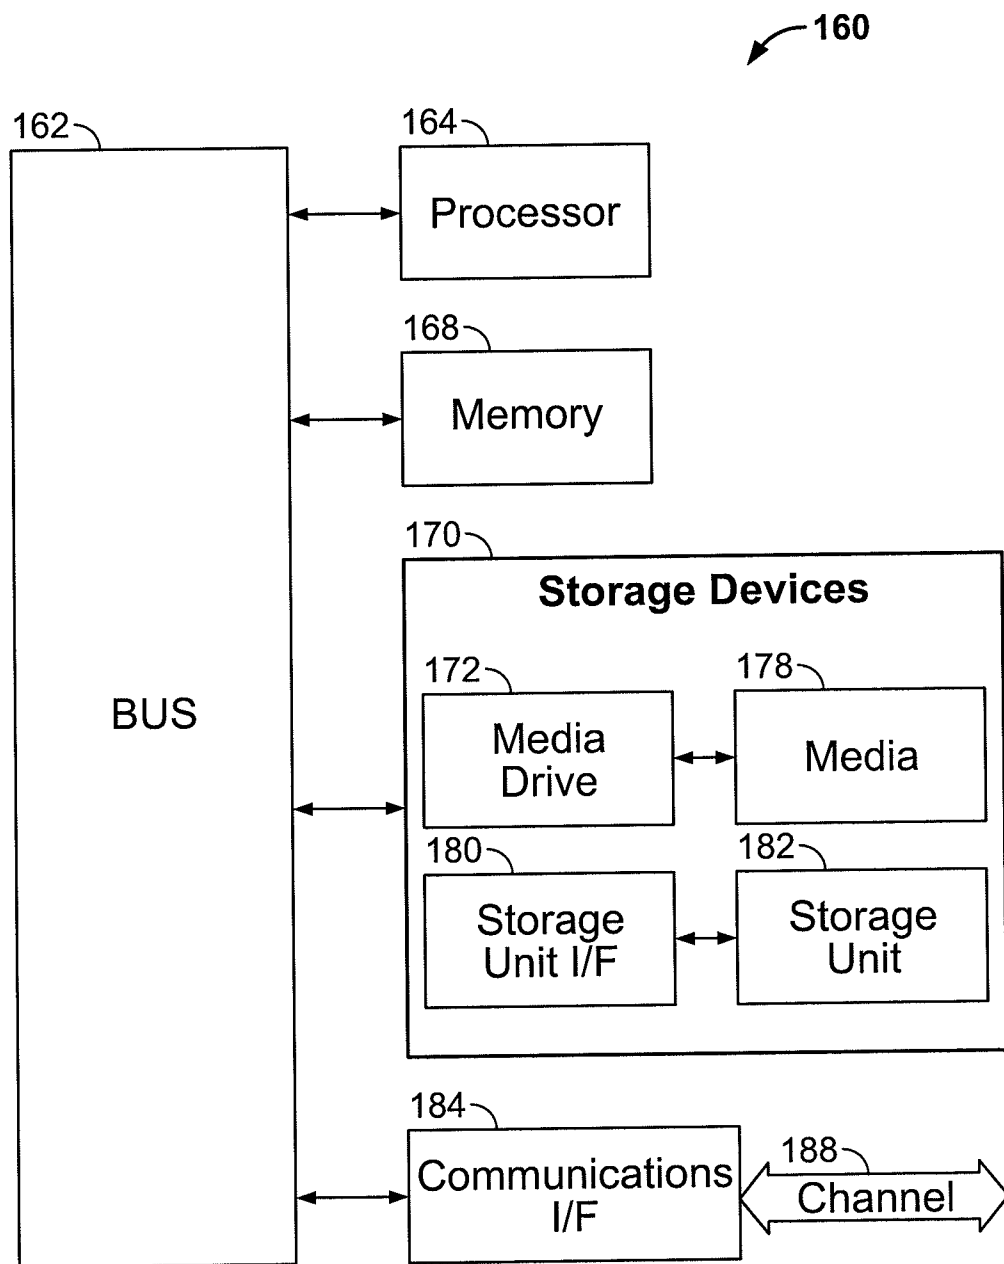 160
162
164
Processor
168
Memory
170
Storage Devices
172
178
Media
Drive
Media
BUS
180
182
Storage
Unit I/F
Storage
Unit
184
Communications
I/F
188
Channel